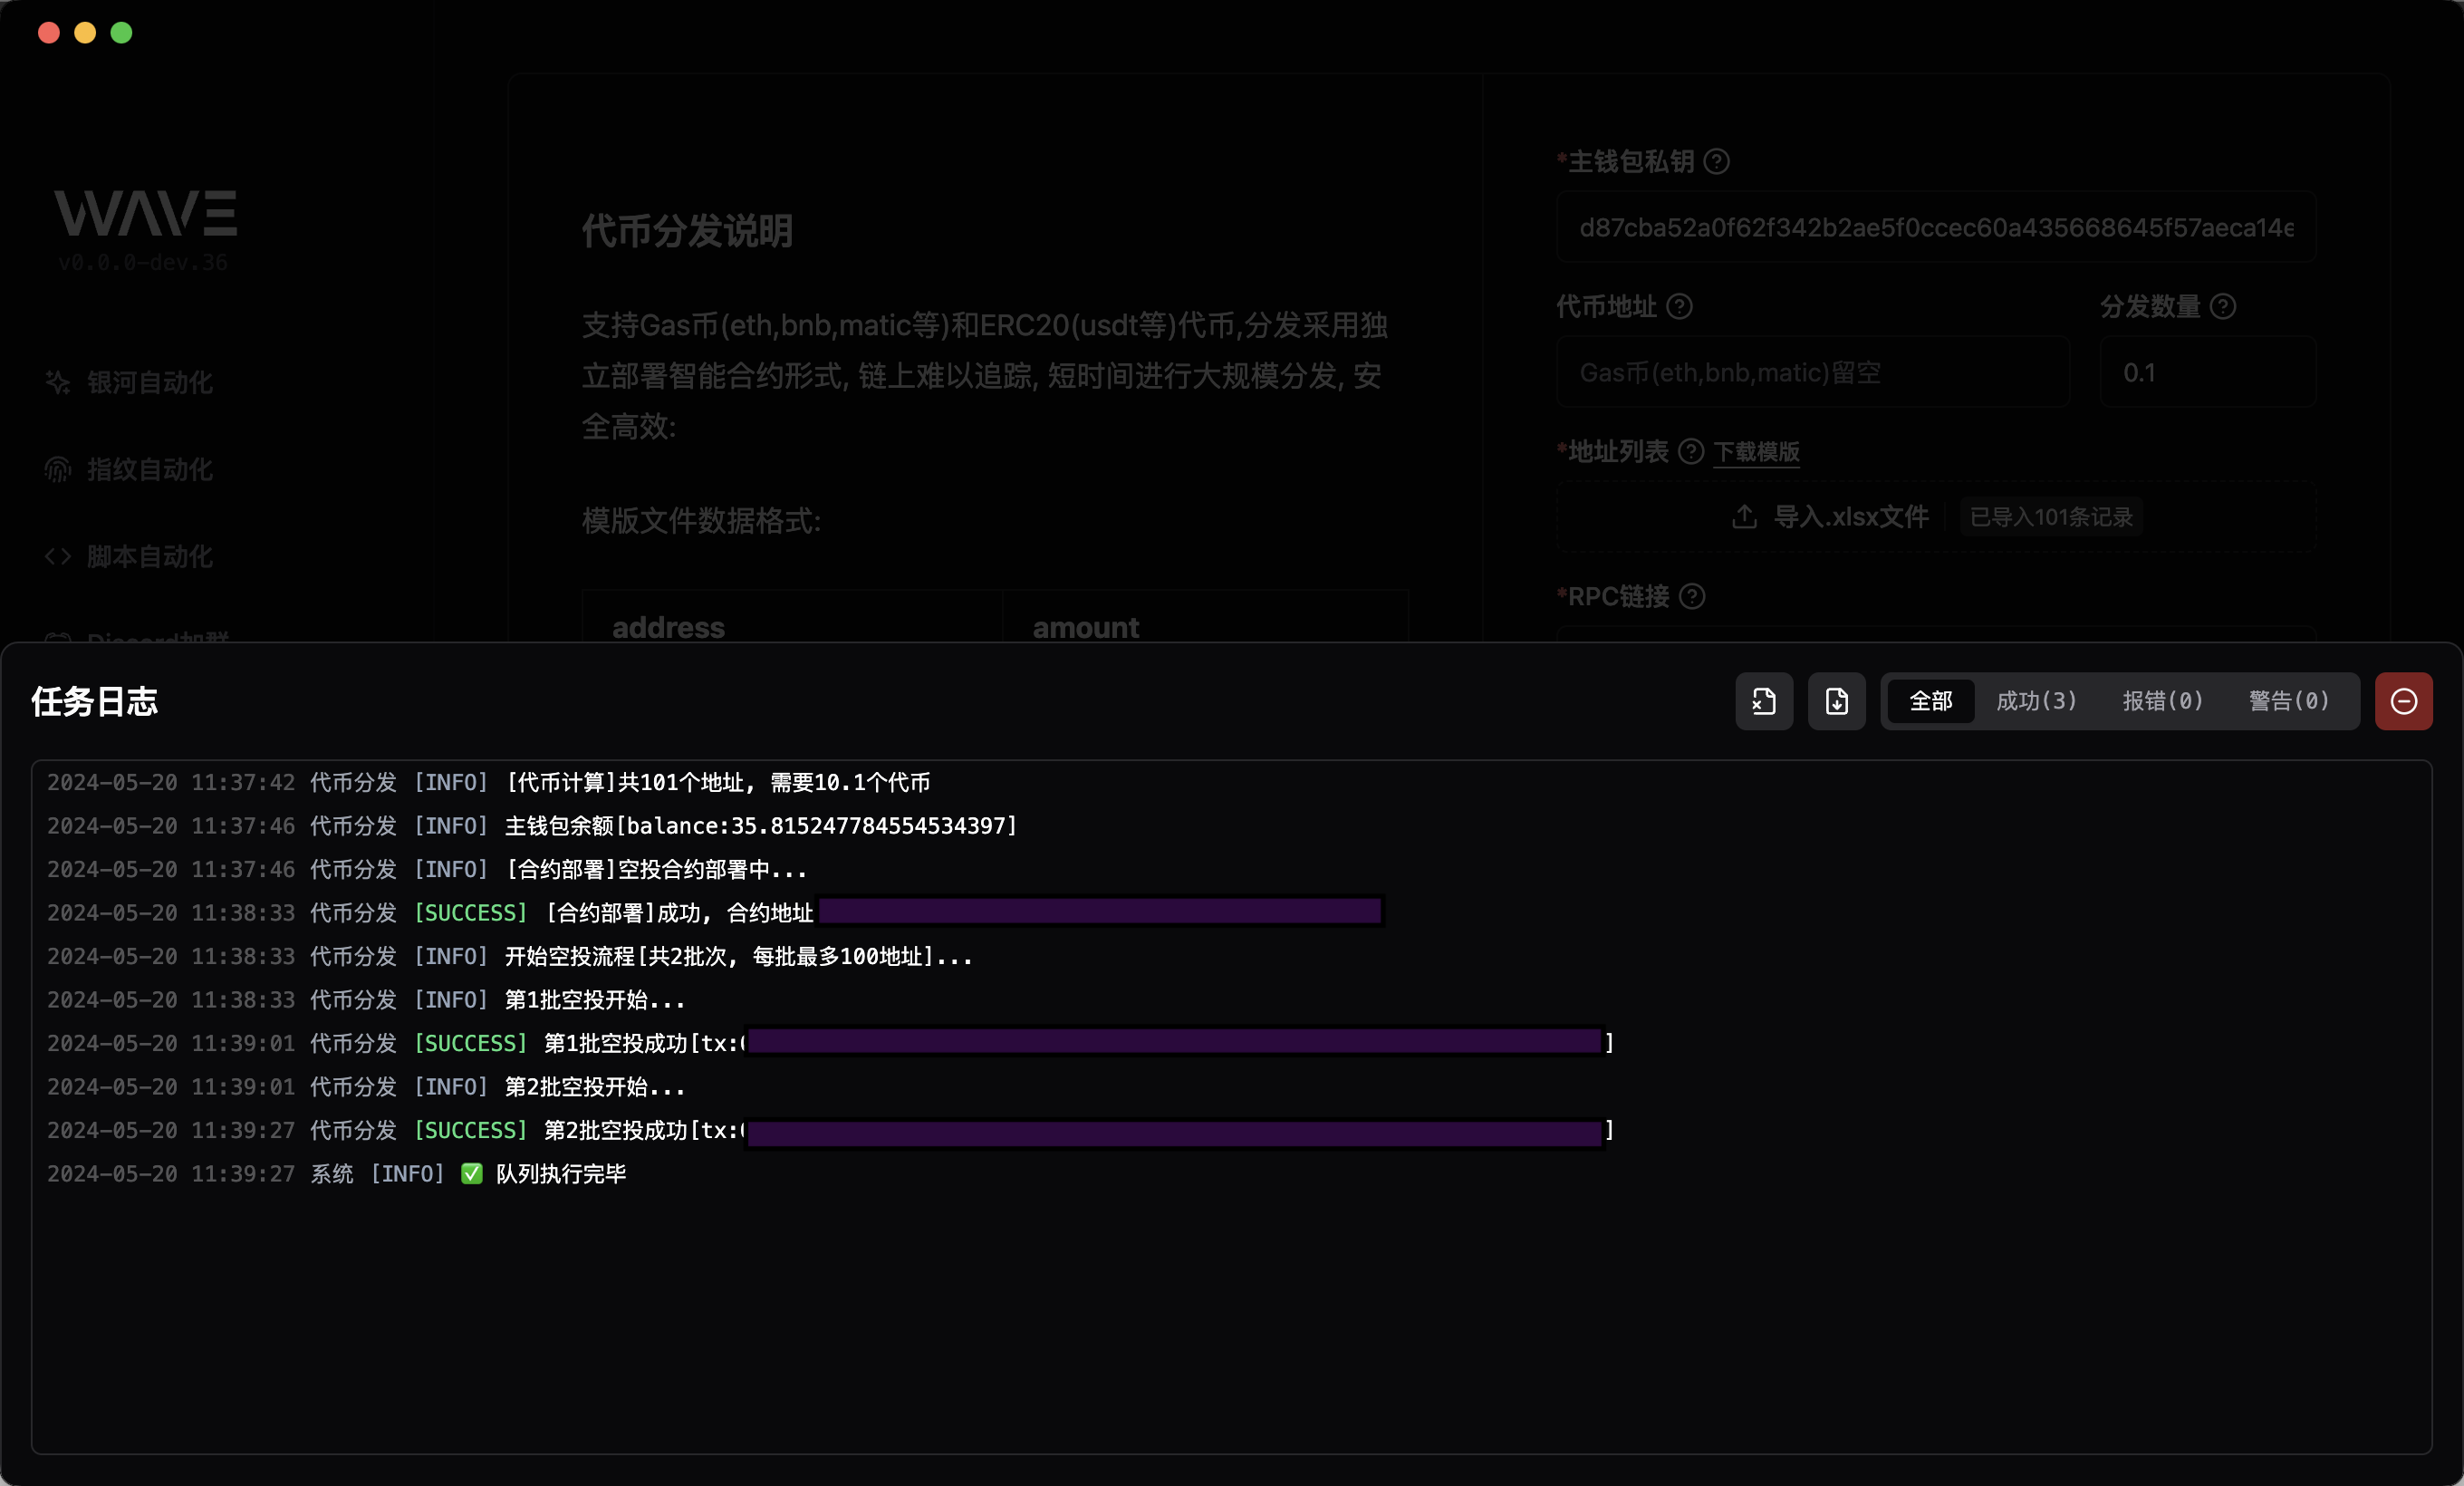 WAVE
v0.0.0-dev.36
银河自动化
指纹自动化
脚本自动化
Discord加群
代币分发说明
支持Gas币(eth,bnb,matic等)和ERC20(usdt等)代币,分发采用独
立部署智能合约形式, 链上难以追踪, 短时间进行大规模分发, 安
全高效:
模版文件数据格式:
address amount
*主钱包私钥
d87cba52a0f62f342b2ae5f0ccec60a435668645f57aeca14e
代币地址 分发数量
Gas币(eth,bnb,matic)留空 0.1
*地址列表 下载模版
导入.xlsx文件 已导入101条记录
*RPC链接
任务日志 全部 成功(3) 报错(0) 警告(0)
2024-05-20 11:37:42 代币分发 [INFO] [代币计算]共101个地址, 需要10.1个代币
2024-05-20 11:37:46 代币分发 [INFO] 主钱包余额[balance:35.815247784554534397]
2024-05-20 11:37:46 代币分发 [INFO] [合约部署]空投合约部署中...
2024-05-20 11:38:33 代币分发 [SUCCESS] [合约部署]成功, 合约地址
2024-05-20 11:38:33 代币分发 [INFO] 开始空投流程[共2批次, 每批最多100地址]...
2024-05-20 11:38:33 代币分发 [INFO] 第1批空投开始...
2024-05-20 11:39:01 代币分发 [SUCCESS] 第1批空投成功[tx: ]
2024-05-20 11:39:01 代币分发 [INFO] 第2批空投开始...
2024-05-20 11:39:27 代币分发 [SUCCESS] 第2批空投成功[tx: ]
2024-05-20 11:39:27 系统 [INFO] ✅ 队列执行完毕